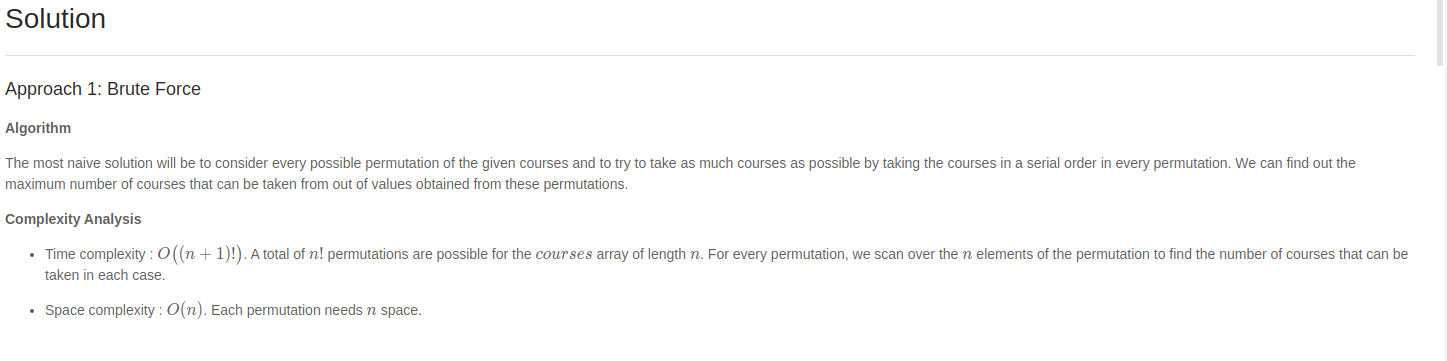 Solution
Approach 1: Brute Force
Algorithm
The most naive solution will be to consider every possible permutation of the given courses and to try to take as much courses as possible by taking the courses in a serial order in every permutation. We can find out the
maximum number of courses that can be taken from out of values obtained from these permutations.
Complexity Analysis
• Time complexity : O((n + 1)!). A total of n! permutations are possible for the courses array of length n. For every permutation, we scan over the n elements of the permutation to find the number of courses that can be
taken in each case.
• Space complexity : O(n). Each permutation needs n space.